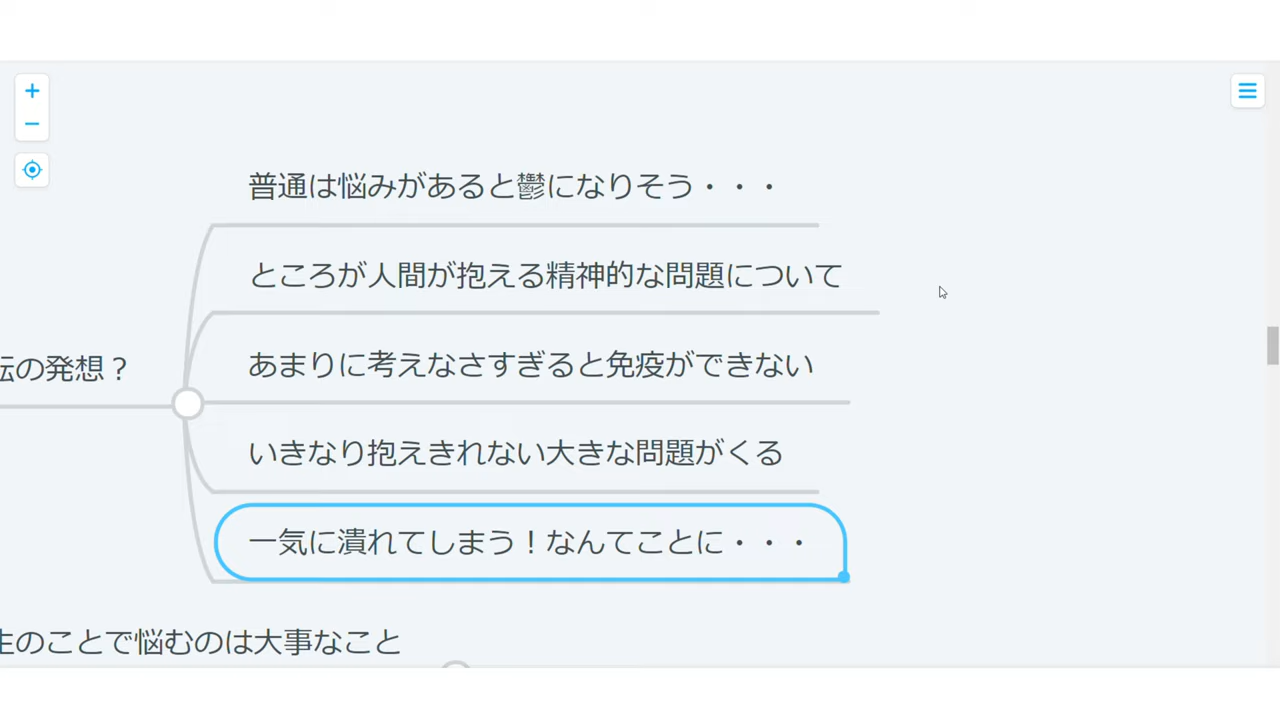 普通は悩みがあると鬱になりそう・・・
ところが人間が抱える精神的な問題について
転の発想？
あまりに考えなさすぎると免疫ができない
いきなり抱えきれない大きな問題がくる
一気に潰れてしまう！なんてことに・・・
生のことで悩むのは大事なこと